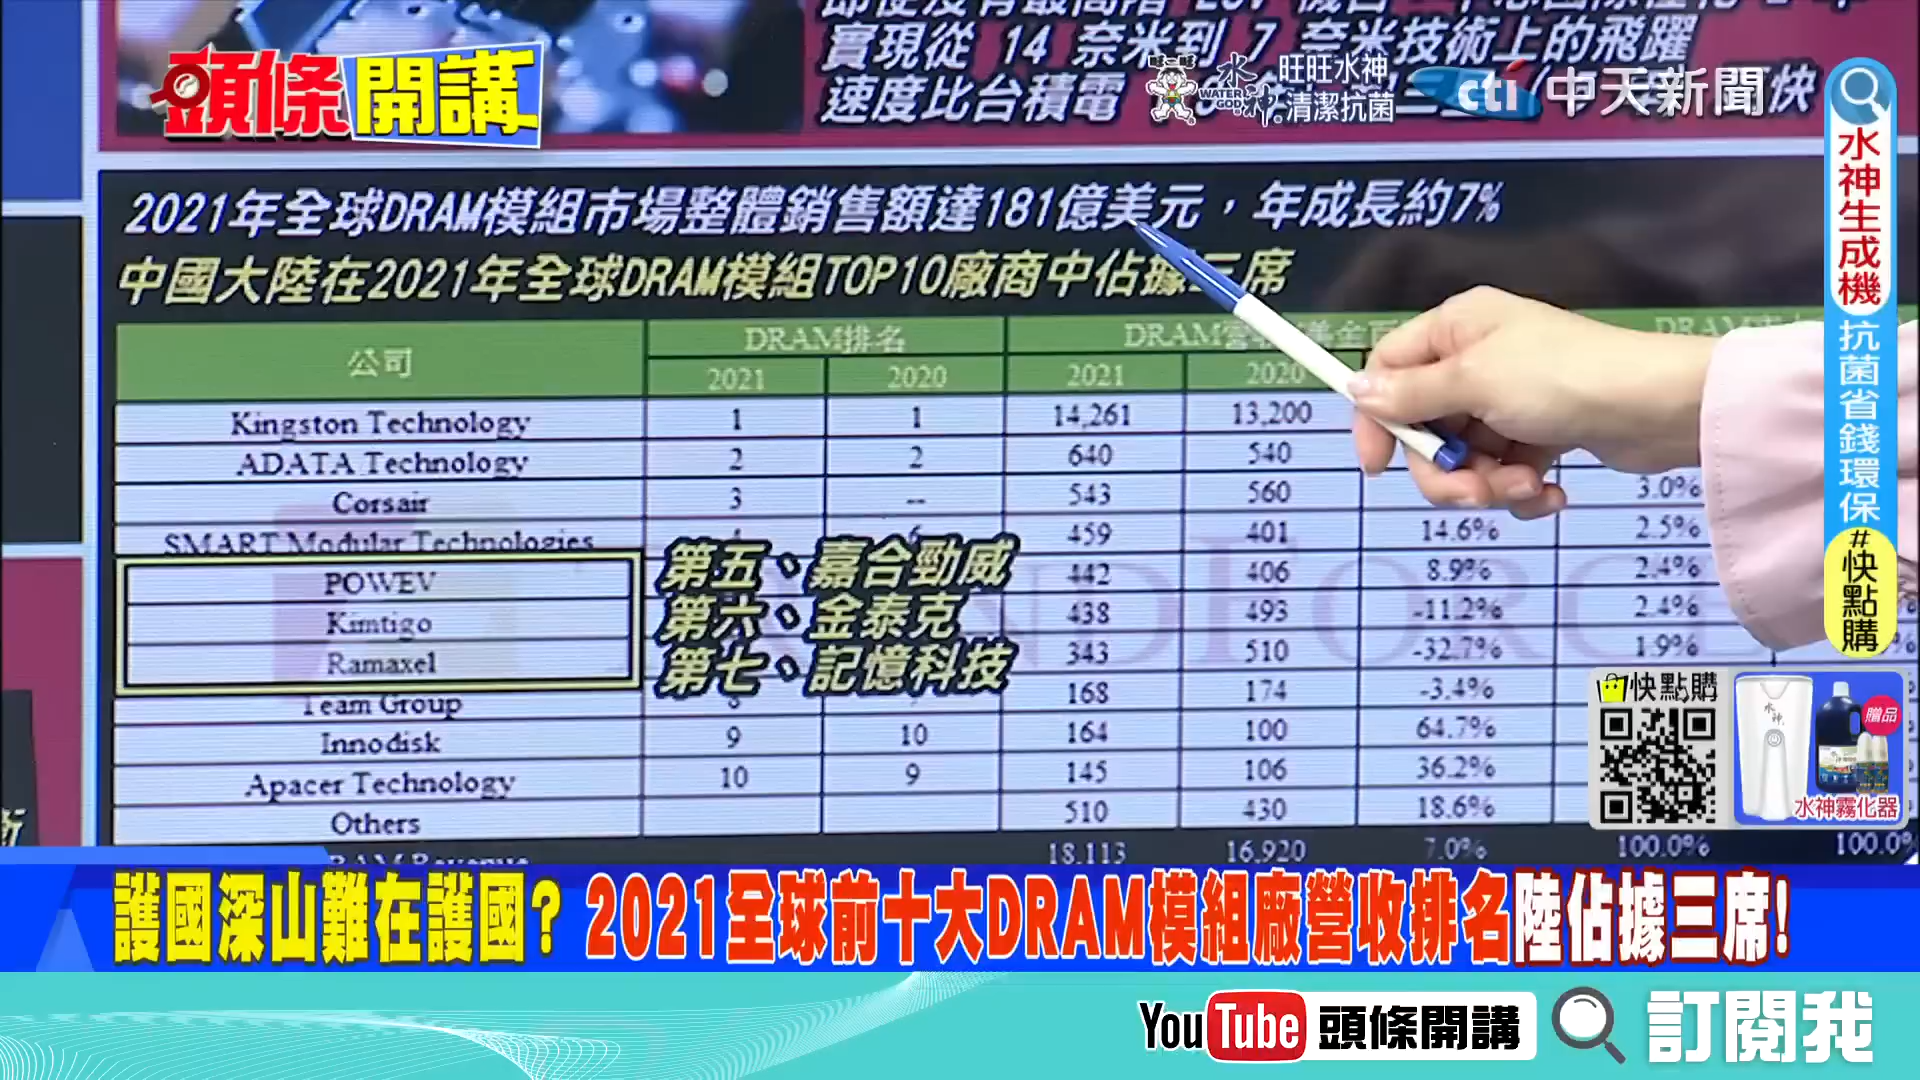 實現從 14 奈米到 7 奈米技術上的飛躍
速度比台積電
快
頭條開講
旺旺水神
清潔抗菌
WATER GOD
水神
cti 中天新聞
2021年全球DRAM模組市場整體銷售額達181億美元，年成長約7%
中國大陸在2021年全球DRAM模組TOP10廠商中佔據三席
公司 DRAM排名
2021 2020 2021 2020
Kingston Technology 1 1 14,261 13,200
ADATA Technology 2 2 640 540
Corsair 3 -- 543 560 3.0%
SMART Modular Technologies 4 6 459 401 14.6% 2.5%
POWEV 442 406 8.9% 2.4%
Kimtigo 438 493 -11.2% 2.4%
Ramaxel 343 510 -32.7% 1.9%
第五、嘉合勁威
第六、金泰克
第七、記憶科技
Team Group 168 174 -3.4%
Innodisk 9 10 164 100 64.7%
Apacer Technology 10 9 145 106 36.2%
Others 510 430 18.6%
18,113 16,920 7.0% 100.0% 100.0%
水神生成機
抗菌省錢環保
#快點購
快點購
水神
贈品
水神霧化器
護國深山難在護國? 2021全球前十大DRAM模組廠營收排名陸佔據三席!
YouTube 頭條開講 訂閱我